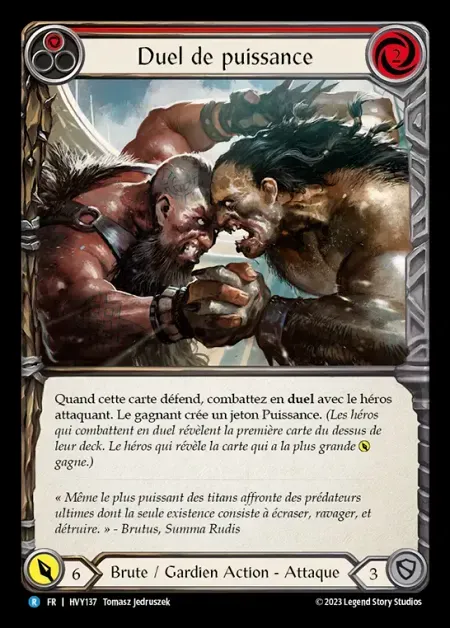 Duel de puissance
2
Quand cette carte défend, combattez en duel avec le héros
attaquant. Le gagnant crée un jeton Puissance. (Les héros
qui combattent en duel révèlent la première carte du dessus
de leur deck. Le héros qui révèle la carte qui a la plus grande
gagne.)
« Même le plus puissant des titans affronte des prédateurs
ultimes dont la seule existence consiste à écraser, ravager, et
détruire. » - Brutus, Summa Rudis
6 Brute / Gardien Action - Attaque 3
R FR | HVY137 Tomasz Jedruszek © 2023 Legend Story Studios